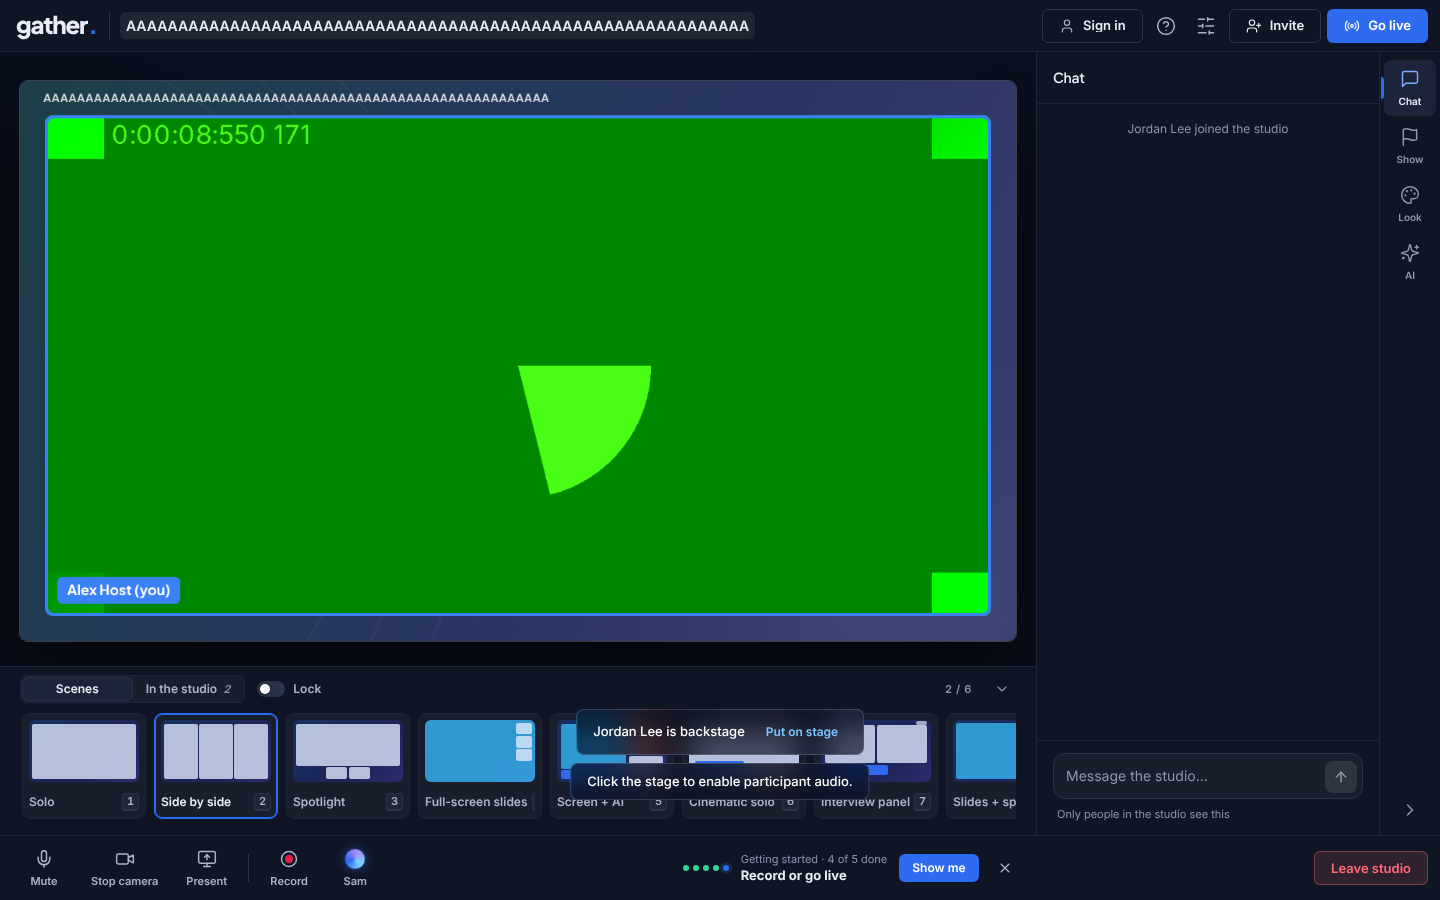 gather.
AAAAAAAAAAAAAAAAAAAAAAAAAAAAAAAAAAAAAAAAAAAAAAAAAAAAAAAAAAAA
Sign in
Invite
Go live
AAAAAAAAAAAAAAAAAAAAAAAAAAAAAAAAAAAAAAAAAAAAAAAAAAAAAAAAAAAA
0:00:08:550 171
Alex Host (you)
Chat
Jordan Lee joined the studio
Chat
Show
Look
AI
Scenes
In the studio 2
Lock
2 / 6
Jordan Lee is backstage
Put on stage
Click the stage to enable participant audio.
Solo 1
Side by side 2
Spotlight 3
Full-screen slides
Screen + AI 5
Cinematic solo 6
Interview panel 7
Slides + sp
Message the studio...
Only people in the studio see this
Mute
Stop camera
Present
Record
Sam
Getting started · 4 of 5 done
Record or go live
Show me
Leave studio